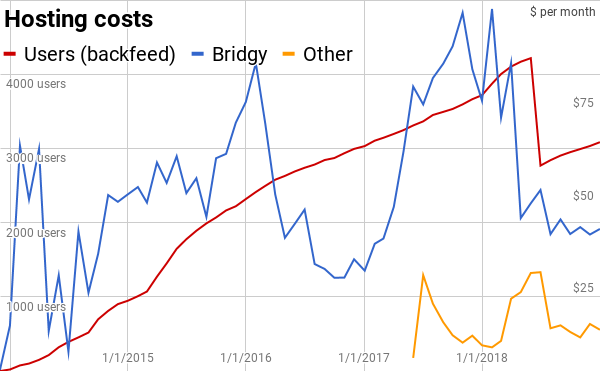 Hosting costs
$ per month
Users (backfeed) Bridgy Other
4000 users
$75
3000 users
$50
2000 users
$25
1000 users
1/1/2015 1/1/2016 1/1/2017 1/1/2018